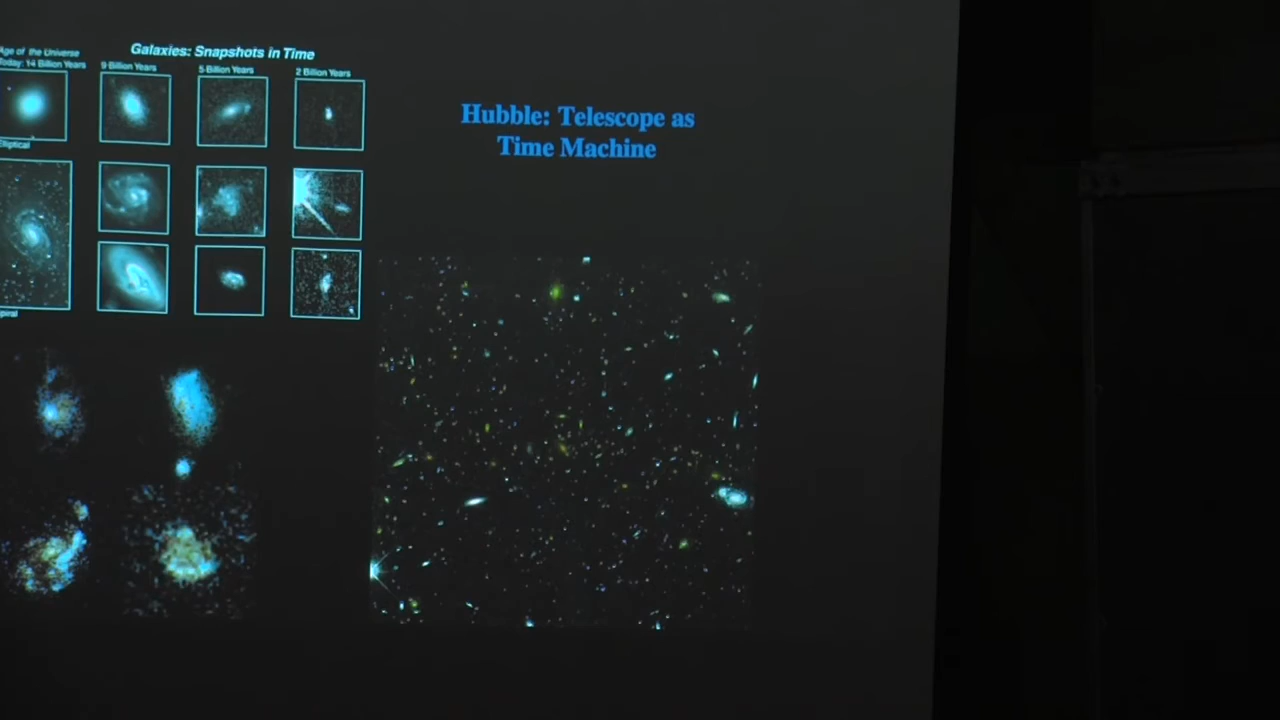 Galaxies: Snapshots in Time
Age of the Universe
Today: 14 Billion Years
9 Billion Years
5 Billion Years
2 Billion Years
Elliptical
piral
Hubble: Telescope as
Time Machine